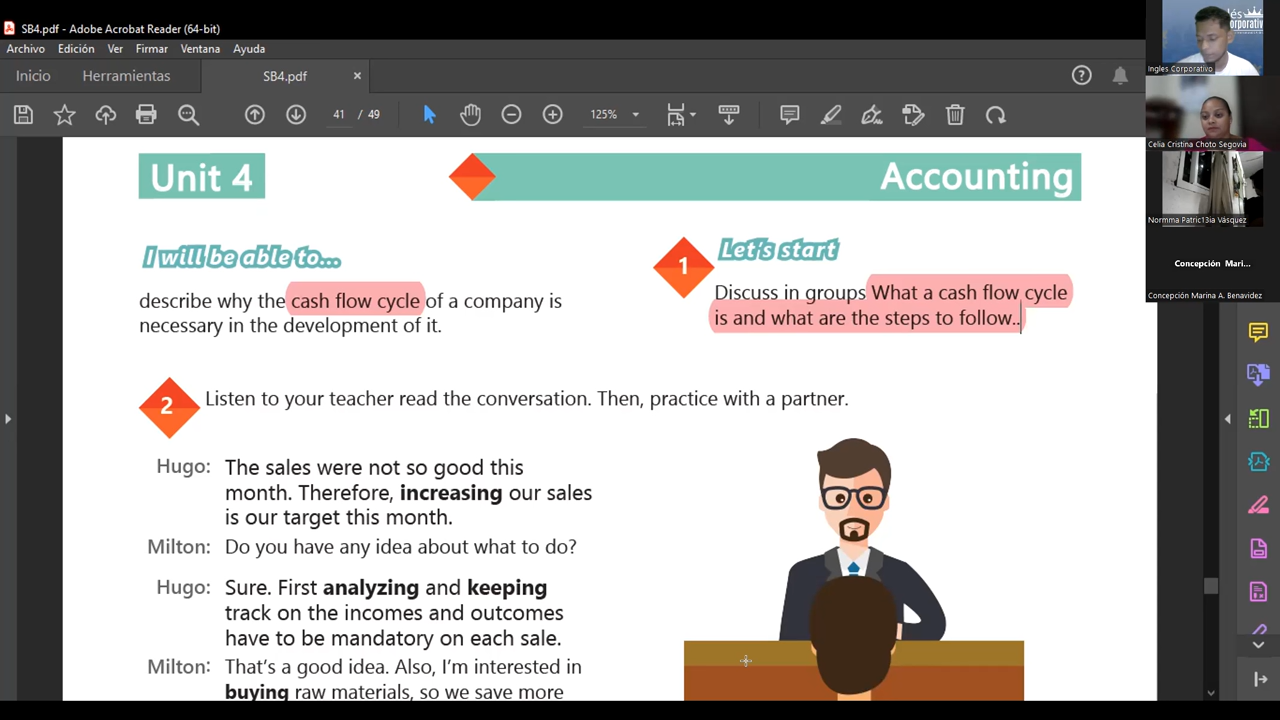 SB4.pdf - Adobe Acrobat Reader (64-bit)
Archivo Edición Ver Firmar Ventana Ayuda
Inicio Herramientas SB4.pdf
41 / 49 125%
Unit 4
Accounting
I will be able to...
describe why the cash flow cycle of a company is
necessary in the development of it.
1
Let's start
Discuss in groups What a cash flow cycle
is and what are the steps to follow..
2
Listen to your teacher read the conversation. Then, practice with a partner.
Hugo: The sales were not so good this
month. Therefore, increasing our sales
is our target this month.
Milton: Do you have any idea about what to do?
Hugo: Sure. First analyzing and keeping
track on the incomes and outcomes
have to be mandatory on each sale.
Milton: That's a good idea. Also, I'm interested in
buying raw materials, so we save more
Ingles Corporativo
Celia Cristina Choto Segovia
Normma Patric13ia Vásquez
Concepción Mari...
Concepción Marina A. Benavidez